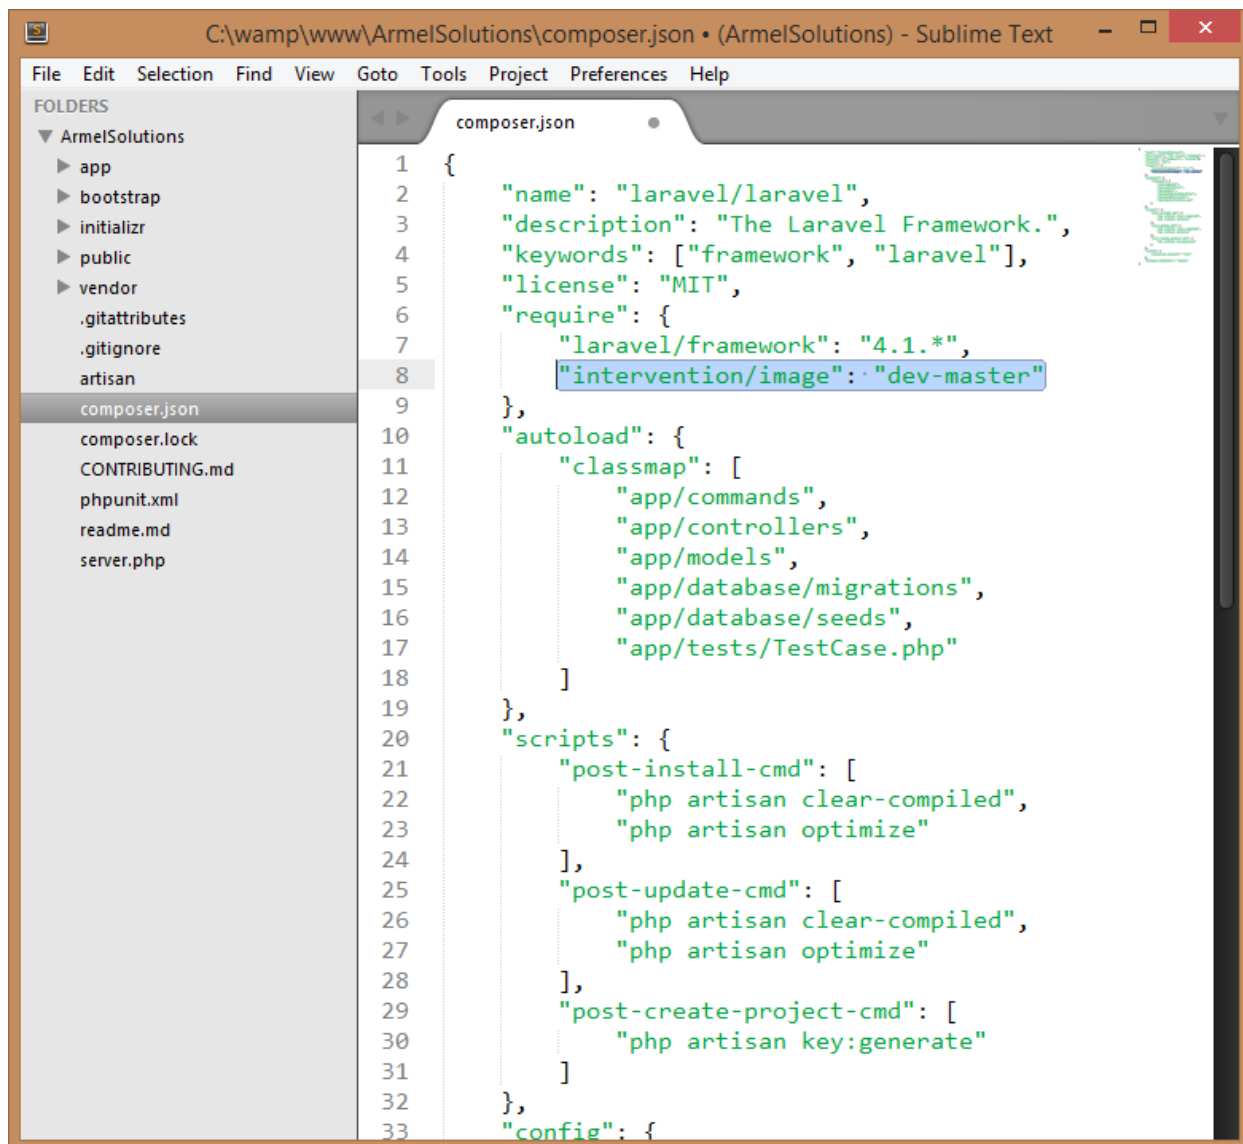 C:\wamp\www\ArmelSolutions\composer.json • (ArmelSolutions) - Sublime Text
File Edit Selection Find View Goto Tools Project Preferences Help
FOLDERS
ArmelSolutions
app
bootstrap
initializr
public
vendor
.gitattributes
.gitignore
artisan
composer.json
composer.lock
CONTRIBUTING.md
phpunit.xml
readme.md
server.php
composer.json
1 {
2 "name": "laravel/laravel",
3 "description": "The Laravel Framework.",
4 "keywords": ["framework", "laravel"],
5 "license": "MIT",
6 "require": {
7 "laravel/framework": "4.1.*",
8 "intervention/image": "dev-master"
9 },
10 "autoload": {
11 "classmap": [
12 "app/commands",
13 "app/controllers",
14 "app/models",
15 "app/database/migrations",
16 "app/database/seeds",
17 "app/tests/TestCase.php"
18 ]
19 },
20 "scripts": {
21 "post-install-cmd": [
22 "php artisan clear-compiled",
23 "php artisan optimize"
24 ],
25 "post-update-cmd": [
26 "php artisan clear-compiled",
27 "php artisan optimize"
28 ],
29 "post-create-project-cmd": [
30 "php artisan key:generate"
31 ]
32 },
33 "config": {